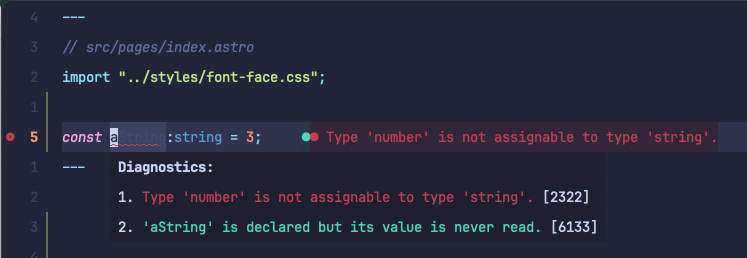 4 ---
3 // src/pages/index.astro
2 import "../styles/font-face.css";
1
5 const aString:string = 3; Type 'number' is not assignable to type 'string'.
1 ---
Diagnostics:
2 1. Type 'number' is not assignable to type 'string'. [2322]
3 2. 'aString' is declared but its value is never read. [6133]
4